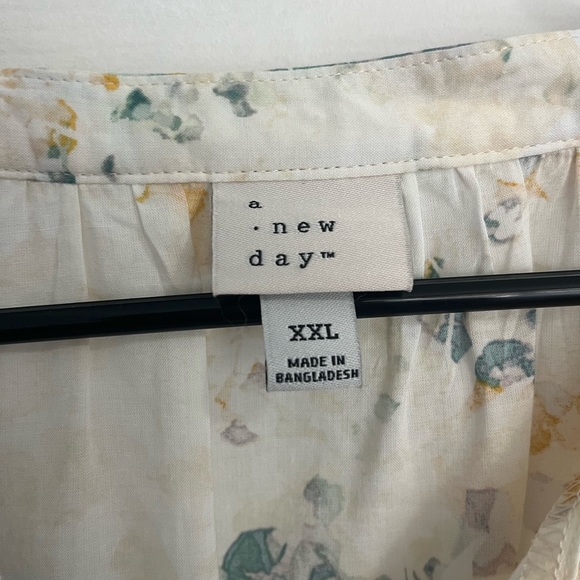 a
· new
day™
XXL
MADE IN
BANGLADESH